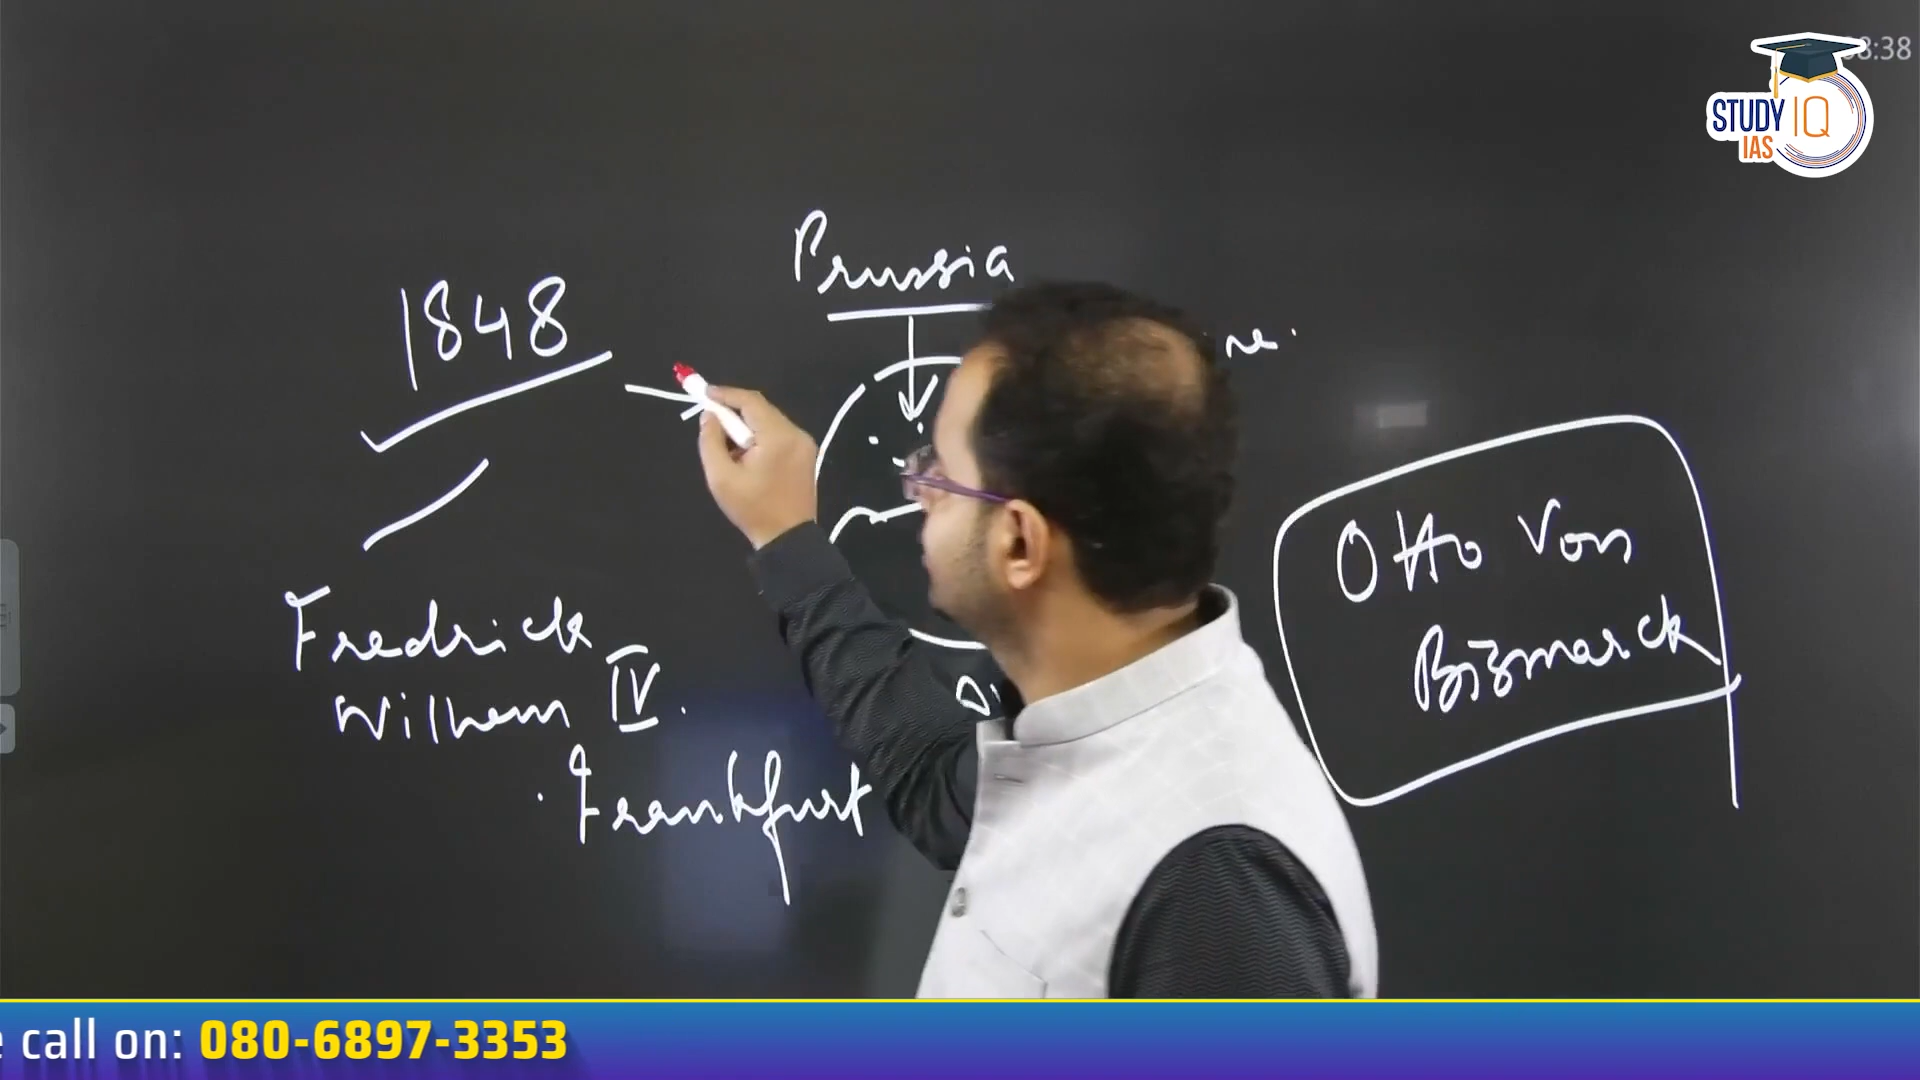 STUDY IQ
IAS
Prussia
1848
Otto Von
Bismarck
Fredrick
Wilhem IV.
Frankfurt
call on: 080-6897-3353